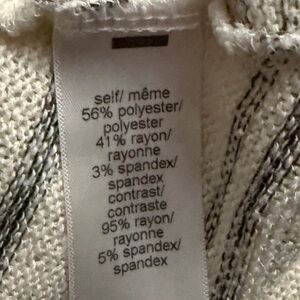 self/ même
56% polyester/
polyester
41% rayon/
rayonne
3% spandex/
spandex
contrast/
contraste
95% rayon/
rayonne
5% spandex/
spandex